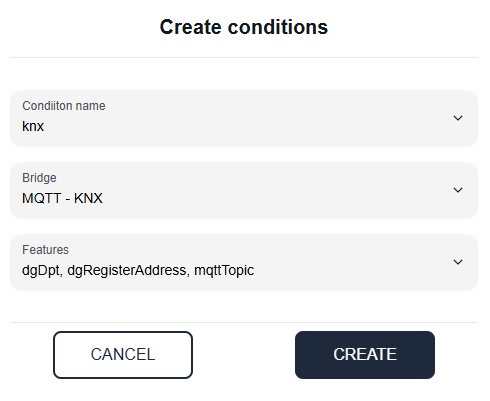 Create conditions
Condiiton name
knx
Bridge
MQTT - KNX
Features
dgDpt, dgRegisterAddress, mqttTopic
CANCEL
CREATE